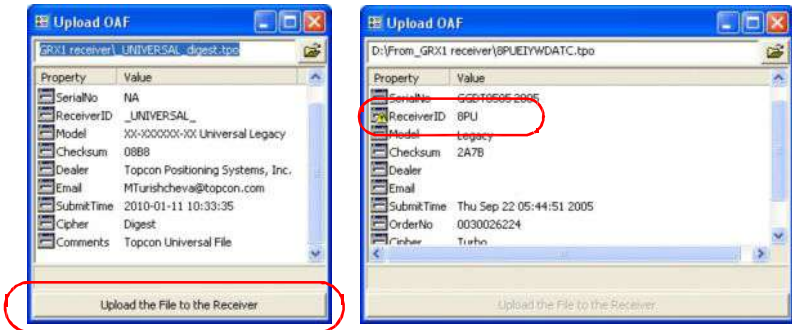 Upload OAF
GRX1 receiver\_UNIVERSAL_digest.tpo
Property Value
SerialNo NA
ReceiverID _UNIVERSAL_
Model XX-XXXXXX-XX Universal Legacy
Checksum 08B8
Dealer Topcon Positioning Systems, Inc.
Email MTurishcheva@topcon.com
SubmitTime 2010-01-11 10:33:35
Cipher Digest
Comments Topcon Universal File
Upload the File to the Receiver
Upload OAF
D:\From_GRX1 receiver\8PUEIYWDATC.tpo
Property Value
SerialNo GGDT0505 2005
ReceiverID 8PU
Model Legacy
Checksum 2A7B
Dealer
Email
SubmitTime Thu Sep 22 05:44:51 2005
OrderNo 0030026224
Cipher Turbo
Upload the File to the Receiver